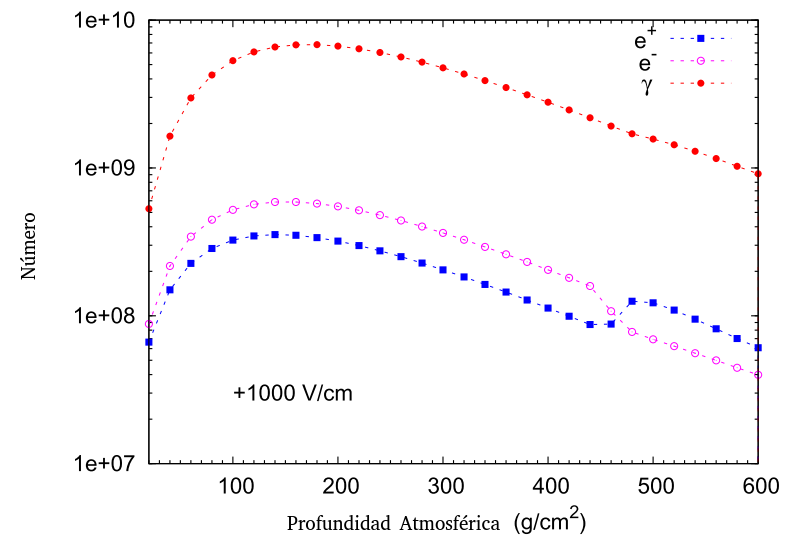 1e+10
e+
e-
γ
1e+09
1e+08
1e+07
Número
+1000 V/cm
100 200 300 400 500 600
Profundidad Atmosférica (g/cm2)